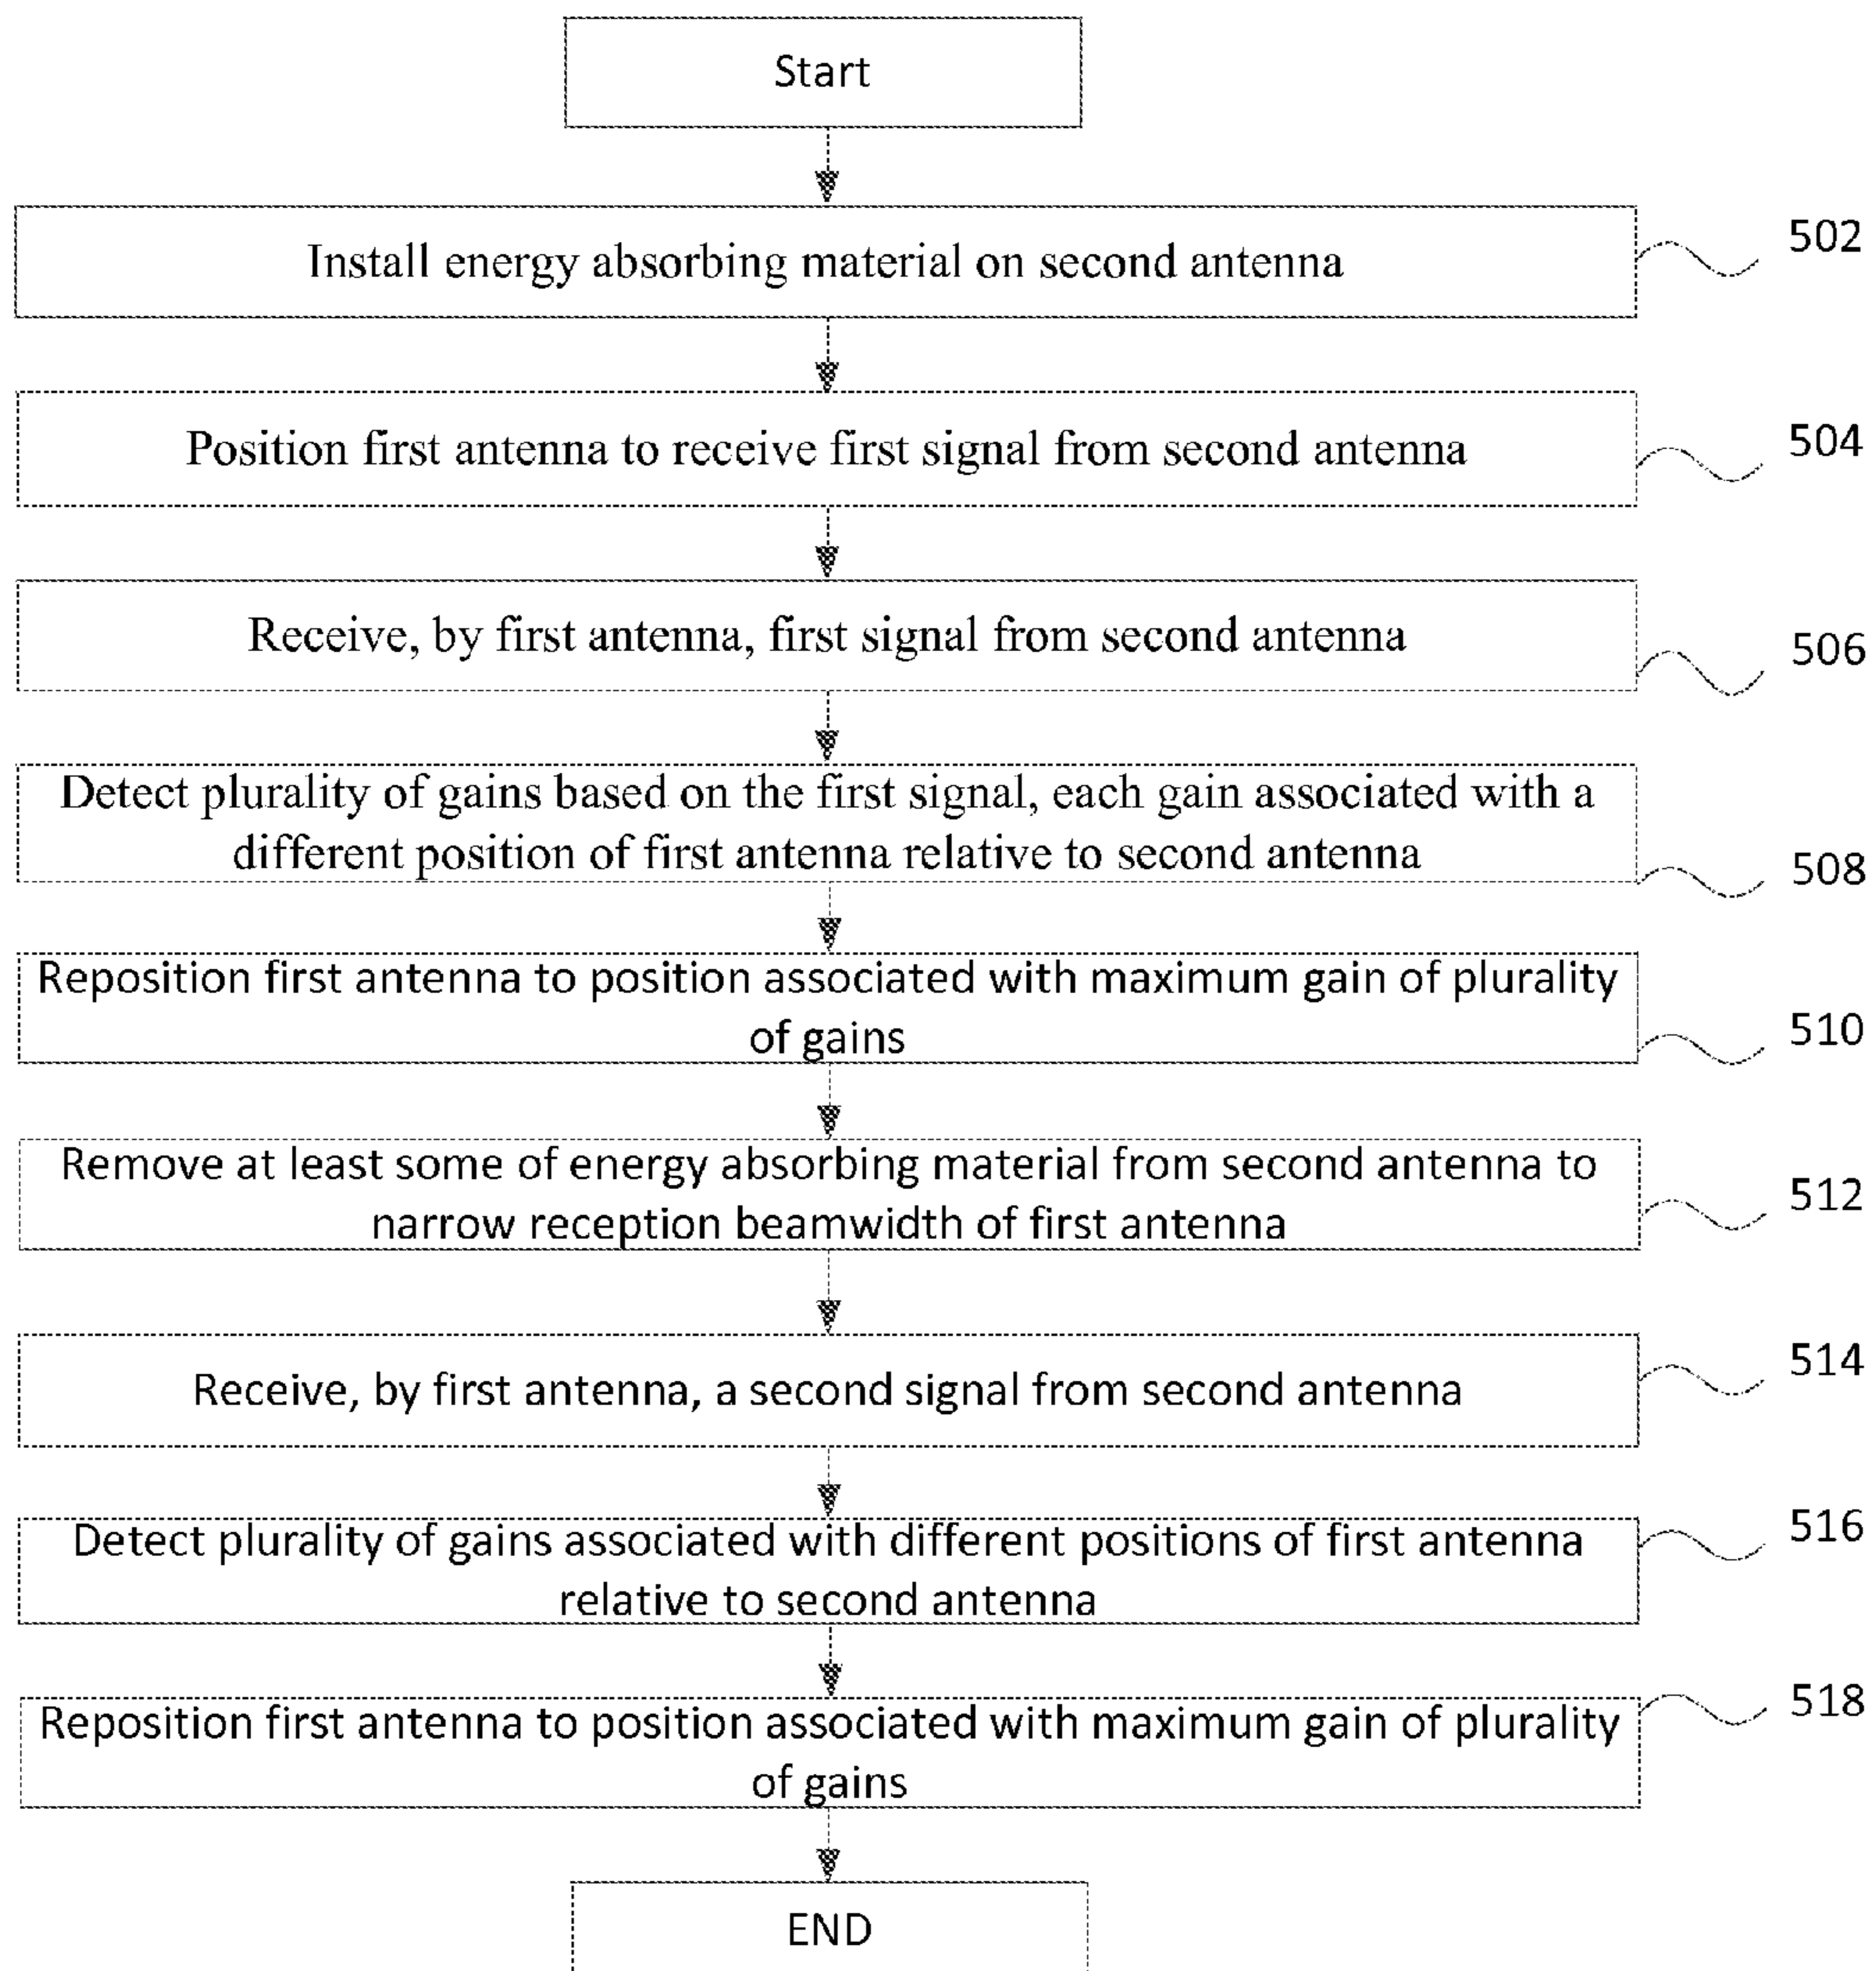 Start
Install energy absorbing material on second antenna
502
Position first antenna to receive first signal from second antenna
504
Receive, by first antenna, first signal from second antenna
506
Detect plurality of gains based on the first signal, each gain associated with a
different position of first antenna relative to second antenna
508
Reposition first antenna to position associated with maximum gain of plurality
of gains
510
Remove at least some of energy absorbing material from second antenna to
narrow reception beamwidth of first antenna
512
Receive, by first antenna, a second signal from second antenna
514
Detect plurality of gains associated with different positions of first antenna
relative to second antenna
516
Reposition first antenna to position associated with maximum gain of plurality
of gains
518
END